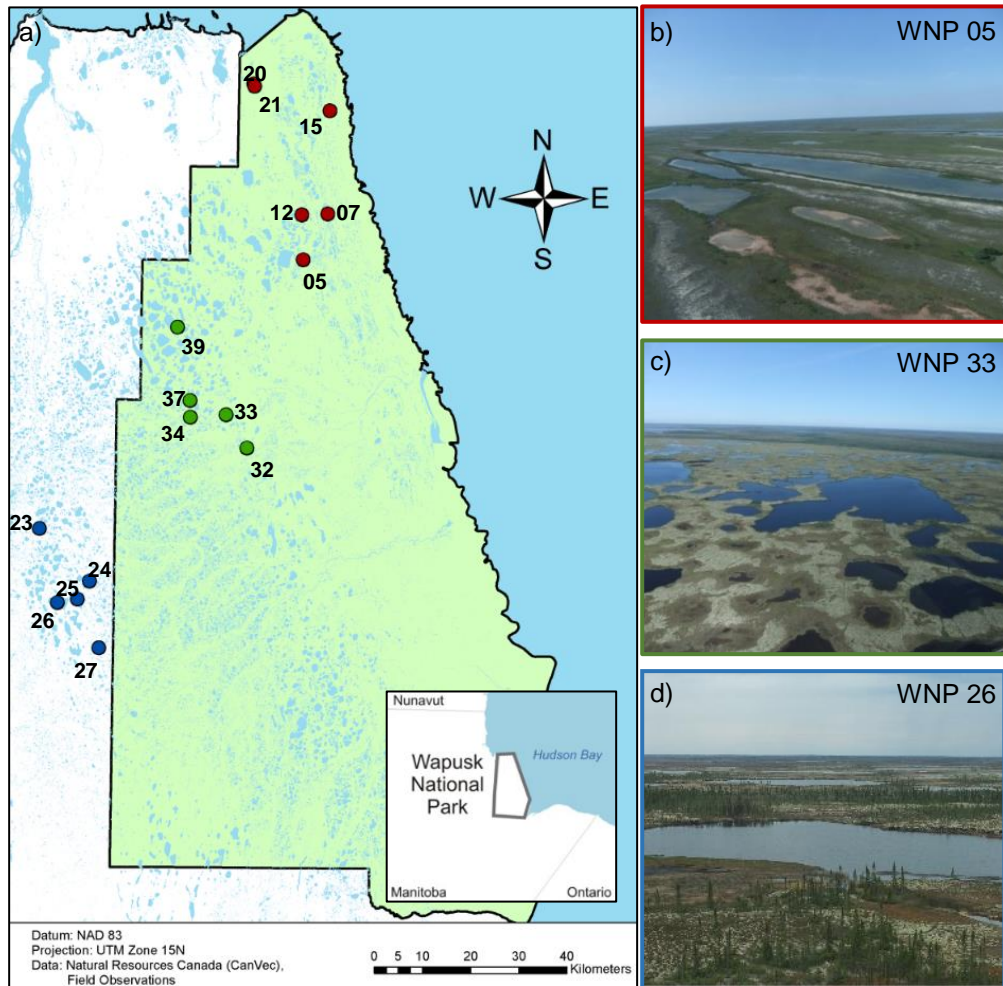 a)
20
21
15
N
W
E
S
12
07
05
39
37
33
34
32
23
24
25
26
27
Nunavut
Wapusk
National
Park
Hudson Bay
Manitoba
Ontario
Datum: NAD 83
Projection: UTM Zone 15N
Data: Natural Resources Canada (CanVec),
Field Observations
0 5 10 20 30 40
Kilometers
b)
WNP 05
c)
WNP 33
d)
WNP 26